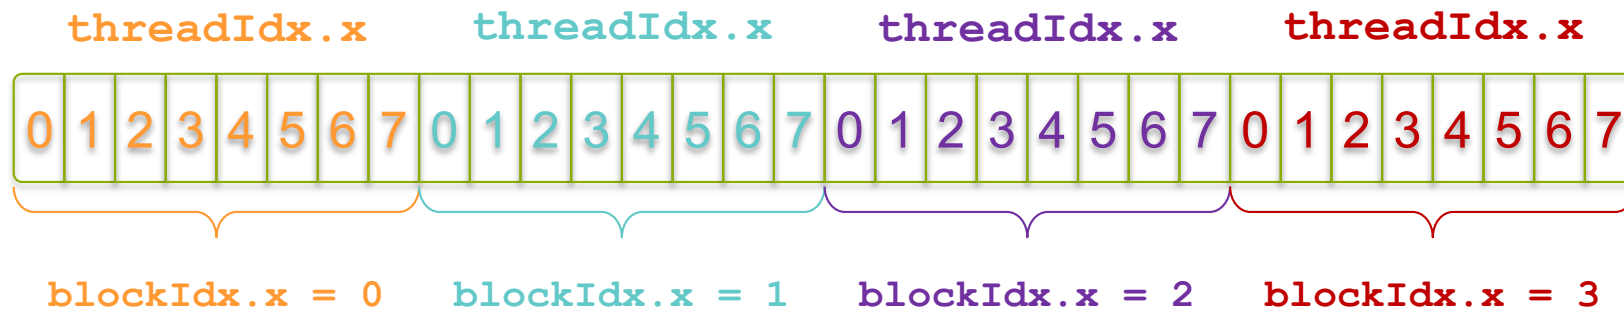 threadIdx.x threadIdx.x threadIdx.x threadIdx.x
0 1 2 3 4 5 6 7 0 1 2 3 4 5 6 7 0 1 2 3 4 5 6 7 0 1 2 3 4 5 6 7
blockIdx.x = 0 blockIdx.x = 1 blockIdx.x = 2 blockIdx.x = 3